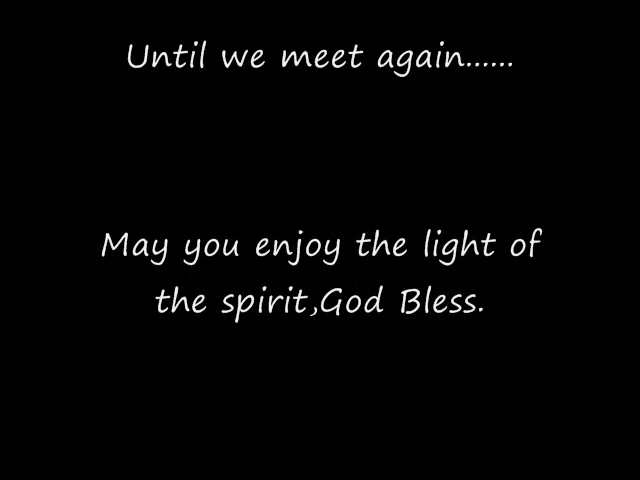 Until we meet again......
May you enjoy the light of
the spirit,God Bless.